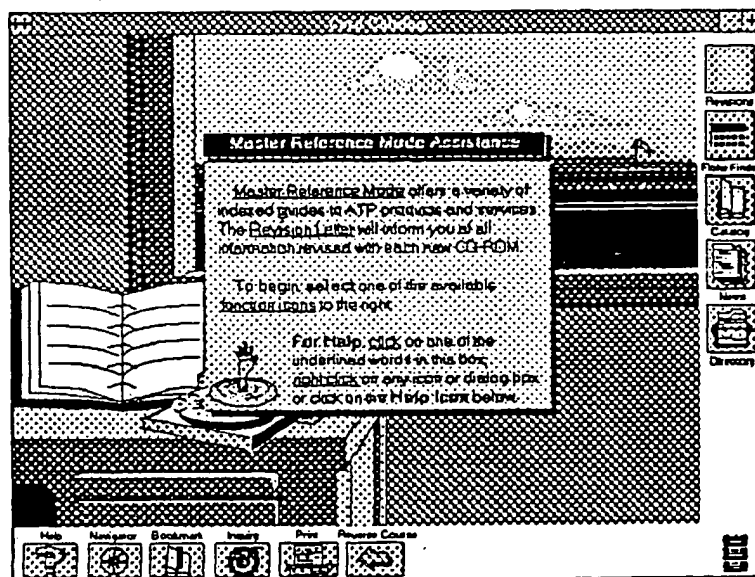 Revisions
Master Reference Mode Assistance
Plate Finder
Master Reference Mode offers a variety of
indexed guides to ATP products and services.
The Revision Letter will inform you of all
information revised with each new CD-ROM.
Catalog
To begin, select one of the available
function icons to the right.
News
For Help, click on one of the
underlined words in this box,
right click on any icon or dialog box
or click on the Help Icon below.
Directory
Help Navigator Bookmark Inquire Print Reverse Course